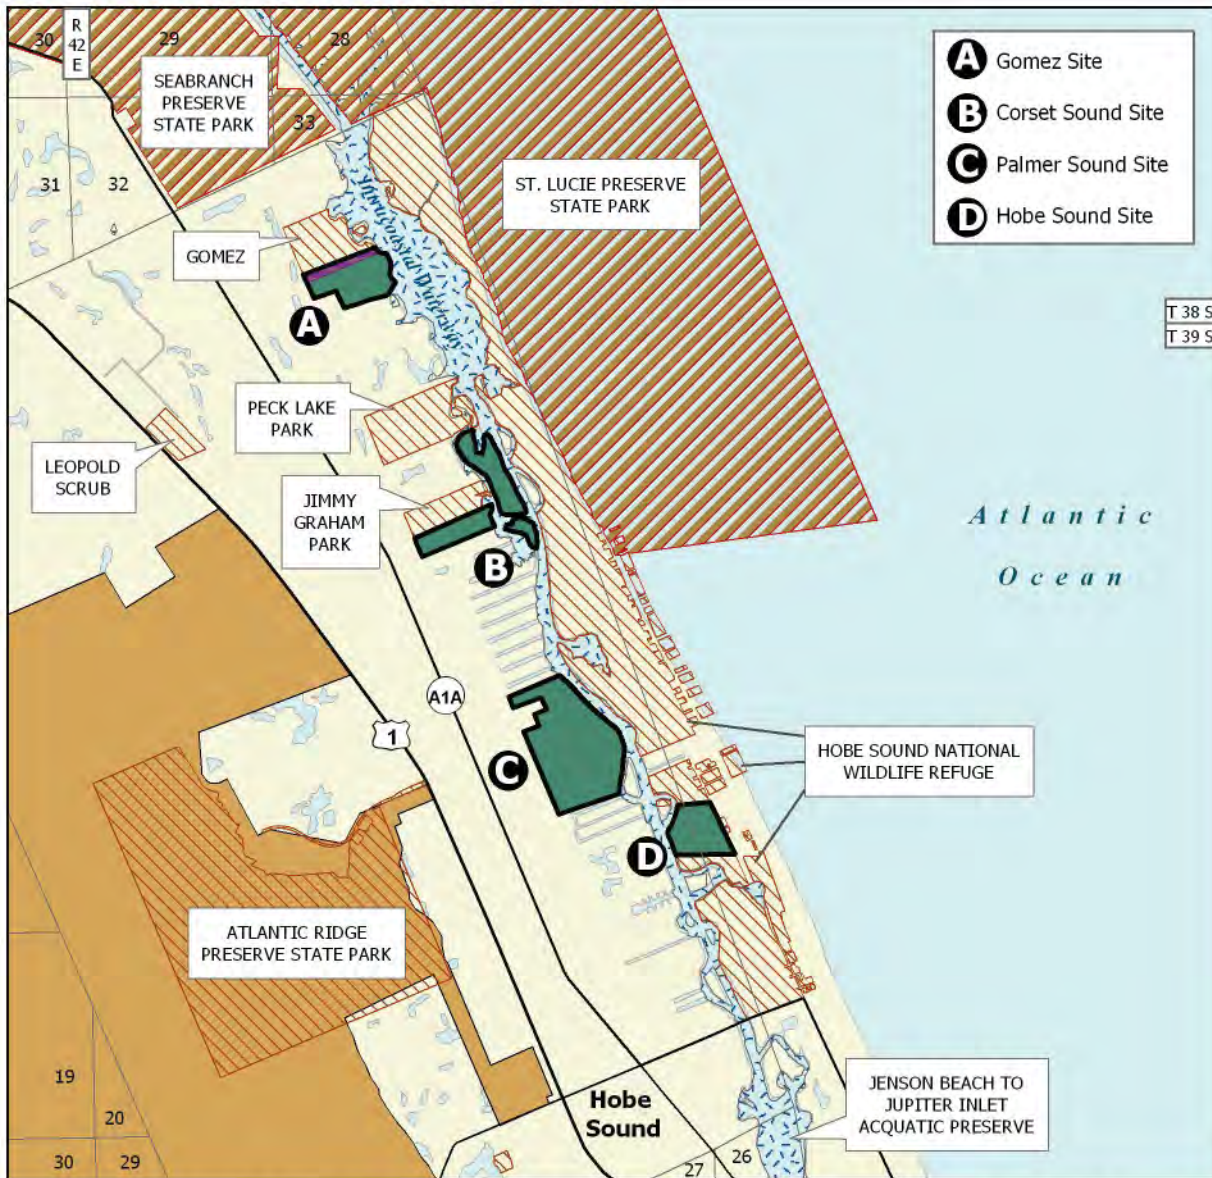 R
42
E
30
29
28
SEABRANCH
PRESERVE
STATE PARK
33
31
32
ST. LUCIE PRESERVE
STATE PARK
A Gomez Site
B Corset Sound Site
C Palmer Sound Site
D Hobe Sound Site
GOMEZ
Intracoastal Waterway
T 38 S
T 39 S
A
PECK LAKE
PARK
LEOPOLD
SCRUB
JIMMY
GRAHAM
PARK
Atlantic
Ocean
B
A1A
1
C
HOBE SOUND NATIONAL
WILDLIFE REFUGE
D
ATLANTIC RIDGE
PRESERVE STATE PARK
19
20
30
29
Hobe
Sound
JENSON BEACH TO
JUPITER INLET
ACQUATIC PRESERVE
26
27